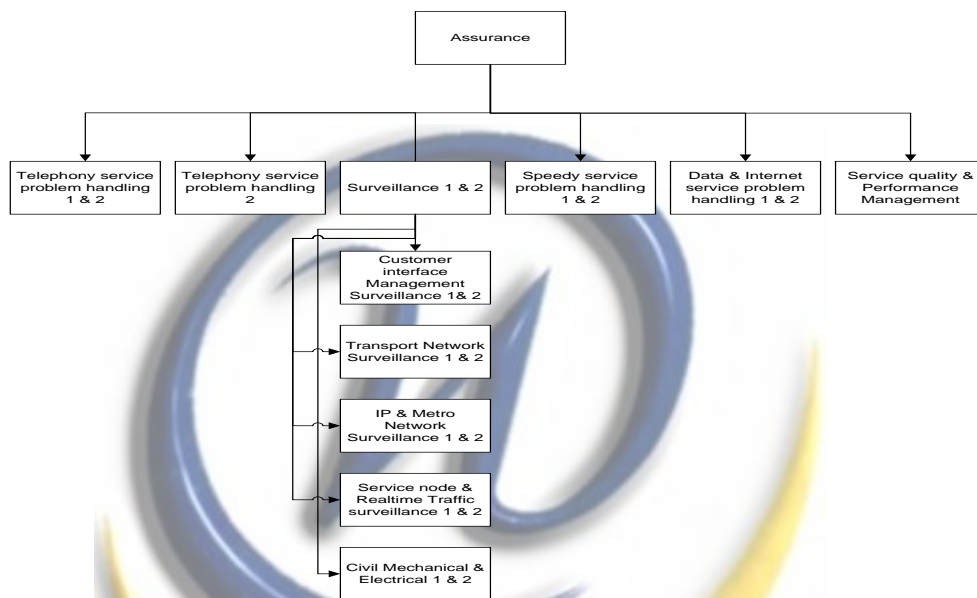 Assurance
Telephony service
problem handling
1 & 2
Telephony service
problem handling
2
Surveillance 1 & 2
Speedy service
problem handling
1 & 2
Data & Internet
service problem
handling 1 & 2
Service quality &
Performance
Management
Customer
interface
Management
Surveillance 1& 2
Transport Network
Surveillance 1 & 2
IP & Metro
Network
Surveillance 1 & 2
Service node &
Realtime Traffic
surveillance 1 & 2
Civil Mechanical &
Electrical 1 & 2